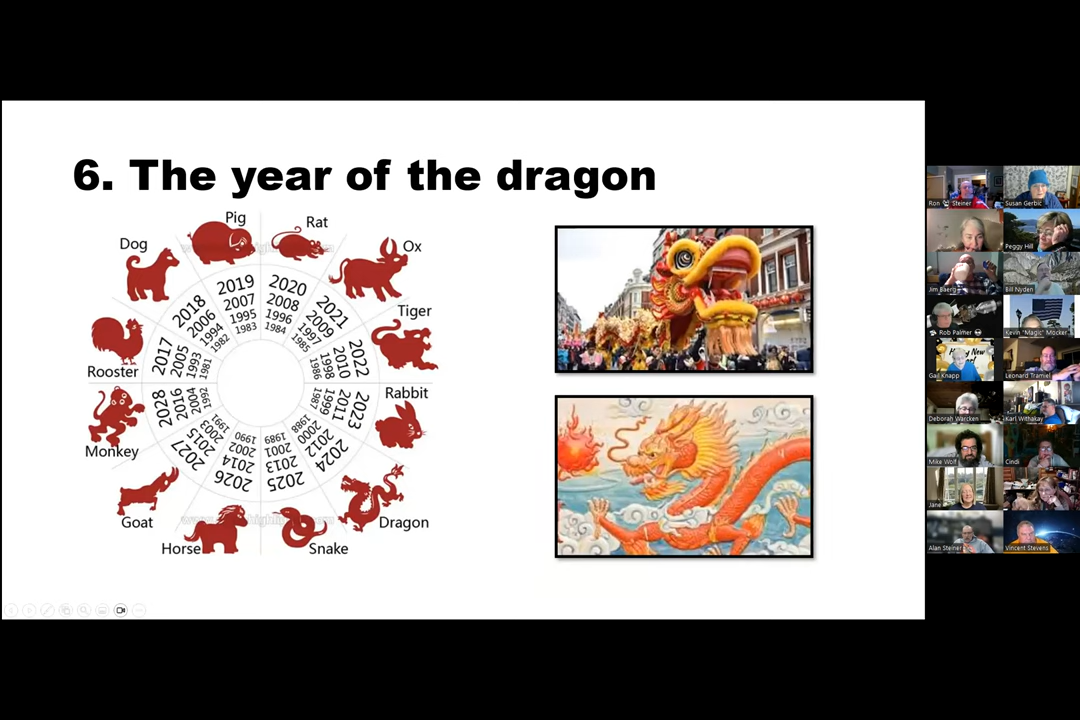 6. The year of the dragon
Pig
Rat
Ox
Tiger
Rabbit
Dragon
Snake
Horse
Goat
Monkey
Rooster
Dog
2019
2007
1995
1983
2020
2008
1996
1984
2021
2009
1997
1985
2022
2010
1998
1986
2023
2011
1999
1987
2024
2012
2000
1988
2025
2013
2001
1989
2026
2014
2002
1990
2027
2015
2003
1991
2028
2016
2004
1992
2017
2005
1993
1981
2018
2006
1994
1982
Ron Steiner
Susan Gerbic
Peggy Hill
Jim Baerg
Bill Nyden
Rob Palmer
Kevin "Magic" Mocker
Gail Knapp
Leonard Tramiel
Deborah Warcken
Karl Withakay
Mike Wolf
Cindi
Jane
Alan Steiner
Vincent Stevens